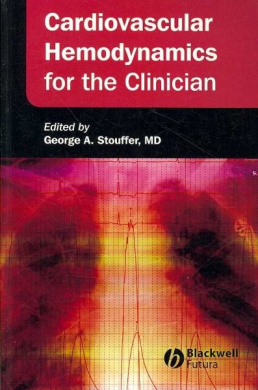 Cardiovascular
Hemodynamics
for the Clinician
Edited by
George A. Stouffer, MD
Blackwell
Futura